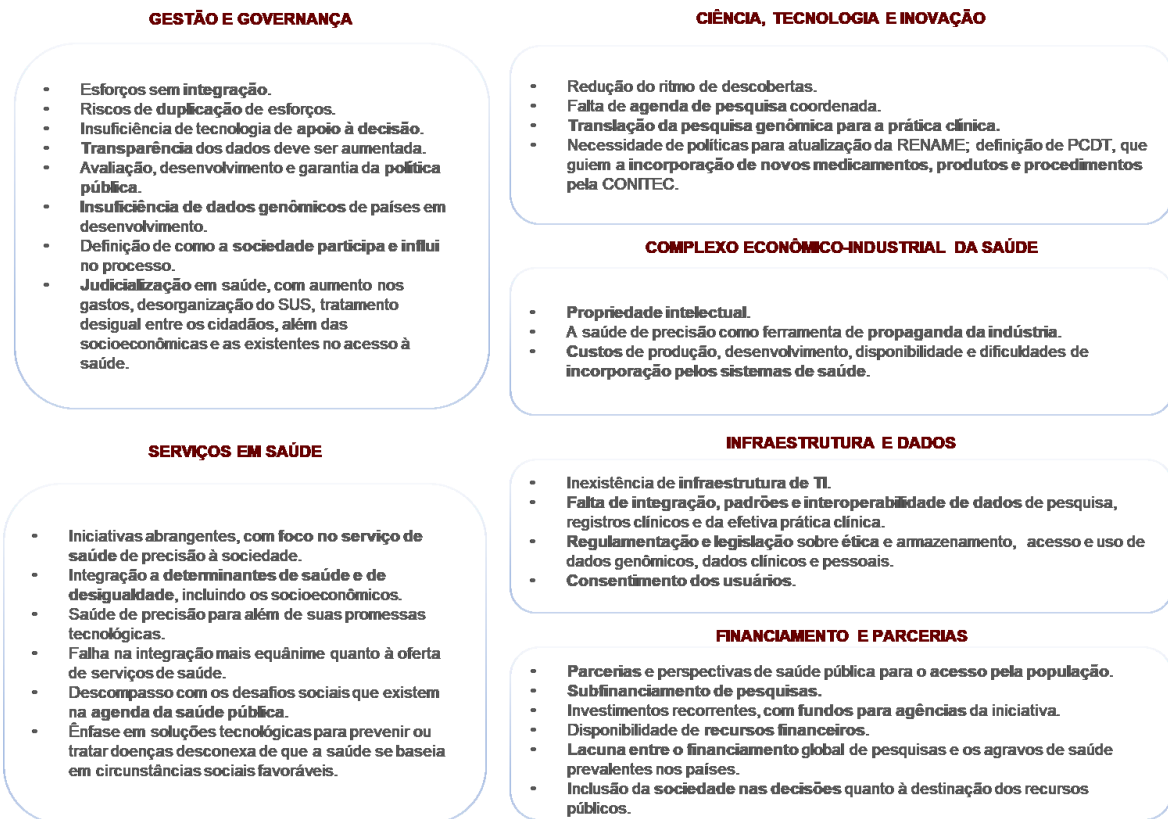 GESTÃO E GOVERNANÇA
• Esforços sem integração.
• Riscos de duplicação de esforços.
• Insuficiência de tecnologia de apoio à decisão.
• Transparência dos dados deve ser aumentada.
• Avaliação, desenvolvimento e garantia da política
pública.
• Insuficiência de dados genômicos de países em
desenvolvimento.
• Definição de como a sociedade participa e influi
no processo.
• Judicialização em saúde, com aumento nos
gastos, desorganização do SUS, tratamento
desigual entre os cidadãos, além das
socioeconômicas e as existentes no acesso à
saúde.
CIÊNCIA, TECNOLOGIA E INOVAÇÃO
• Redução do ritmo de descobertas.
• Falta de agenda de pesquisa coordenada.
• Translação da pesquisa genômica para a prática clínica.
• Necessidade de políticas para atualização da RENAME; definição de PCDT, que
guiem a incorporação de novos medicamentos, produtos e procedimentos
pela CONITEC.
COMPLEXO ECONÔMICO-INDUSTRIAL DA SAÚDE
• Propriedade intelectual.
• A saúde de precisão como ferramenta de propaganda da indústria.
• Custos de produção, desenvolvimento, disponibilidade e dificuldades de
incorporação pelos sistemas de saúde.
SERVIÇOS EM SAÚDE
• Iniciativas abrangentes, com foco no serviço de
saúde de precisão à sociedade.
• Integração a determinantes de saúde e de
desigualdade, incluindo os socioeconômicos.
• Saúde de precisão para além de suas promessas
tecnológicas.
• Falha na integração mais equânime quanto à oferta
de serviços de saúde.
• Descompasso com os desafios sociais que existem
na agenda da saúde pública.
• Ênfase em soluções tecnológicas para prevenir ou
tratar doenças desconexa de que a saúde se baseia
em circunstâncias sociais favoráveis.
INFRAESTRUTURA E DADOS
• Inexistência de infraestrutura de TI.
• Falta de integração, padrões e interoperabilidade de dados de pesquisa,
registros clínicos e da efetiva prática clínica.
• Regulamentação e legislação sobre ética e armazenamento, acesso e uso de
dados genômicos, dados clínicos e pessoais.
• Consentimento dos usuários.
FINANCIAMENTO E PARCERIAS
• Parcerias e perspectivas de saúde pública para o acesso pela população.
• Subfinanciamento de pesquisas.
• Investimentos recorrentes, com fundos para agências da iniciativa.
• Disponibilidade de recursos financeiros.
• Lacuna entre o financiamento global de pesquisas e os agravos de saúde
prevalentes nos países.
• Inclusão da sociedade nas decisões quanto à destinação dos recursos
públicos.